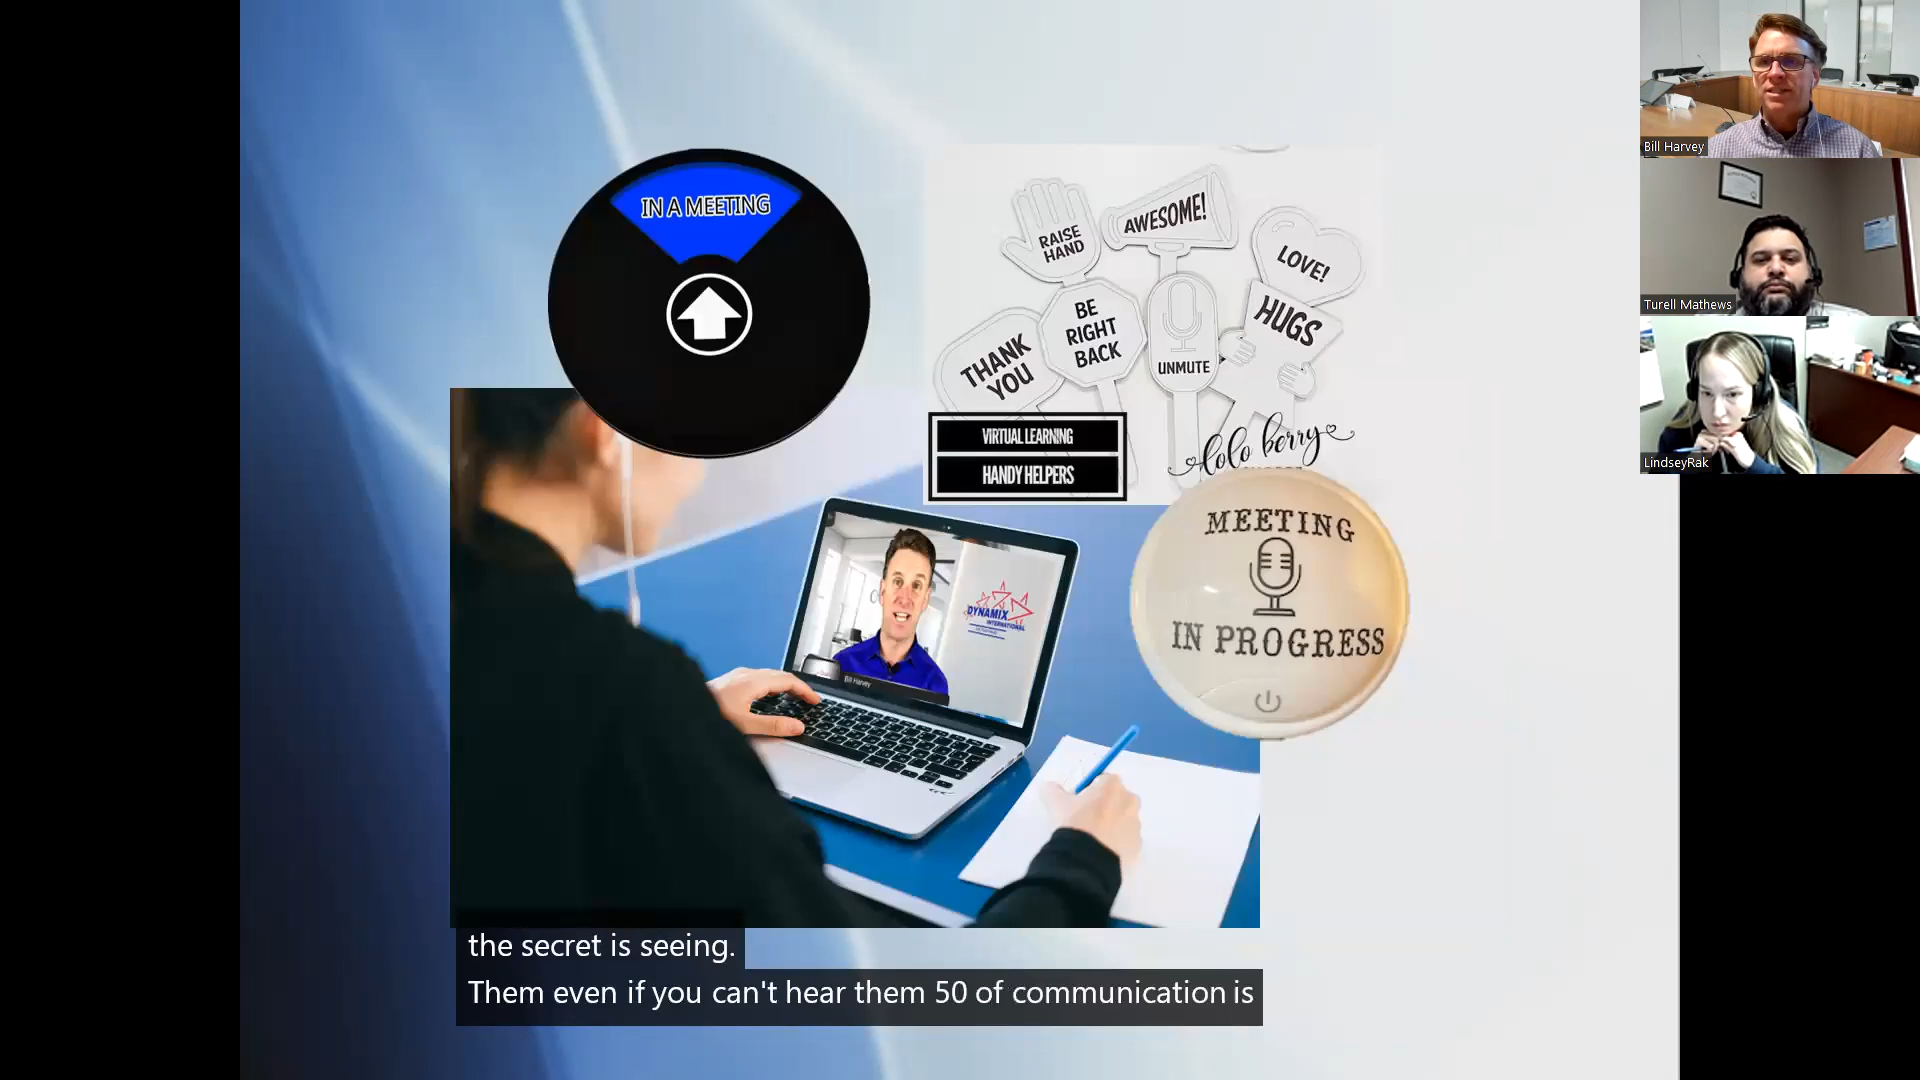 IN A MEETING
RAISE
HAND
AWESOME!
LOVE!
THANK
YOU
BE
RIGHT
BACK
UNMUTE
HUGS
VIRTUAL LEARNING
HANDY HELPERS
lolo berry
MEETING
IN PROGRESS
DYNAMIX
INTERNATIONAL
Bill Harvey
the secret is seeing.
Them even if you can't hear them 50 of communication is
Bill Harvey
Turell Mathews
LindseyRak